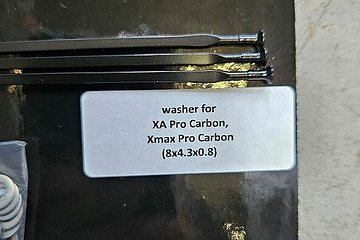 washer for
XA Pro Carbon,
Xmax Pro Carbon
(8x4.3x0.8)